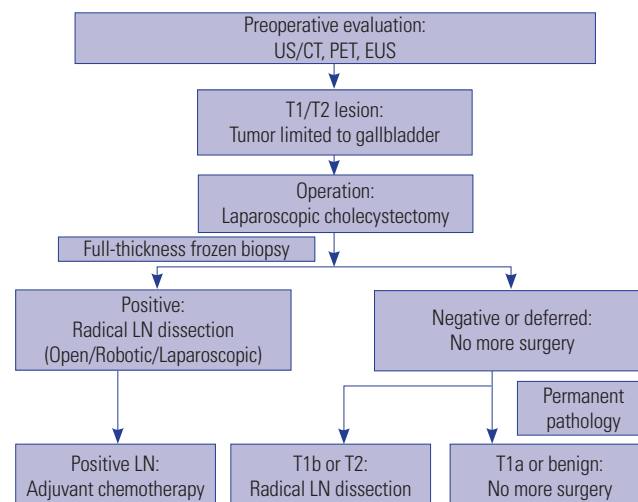 Preoperative evaluation:
US/CT, PET, EUS
T1/T2 lesion:
Tumor limited to gallbladder
Operation:
Laparoscopic cholecystectomy
Full-thickness frozen biopsy
Positive:
Radical LN dissection
(Open/Robotic/Laparoscopic)
Negative or deferred:
No more surgery
Permanent
pathology
Positive LN:
Adjuvant chemotherapy
T1b or T2:
Radical LN dissection
T1a or benign:
No more surgery